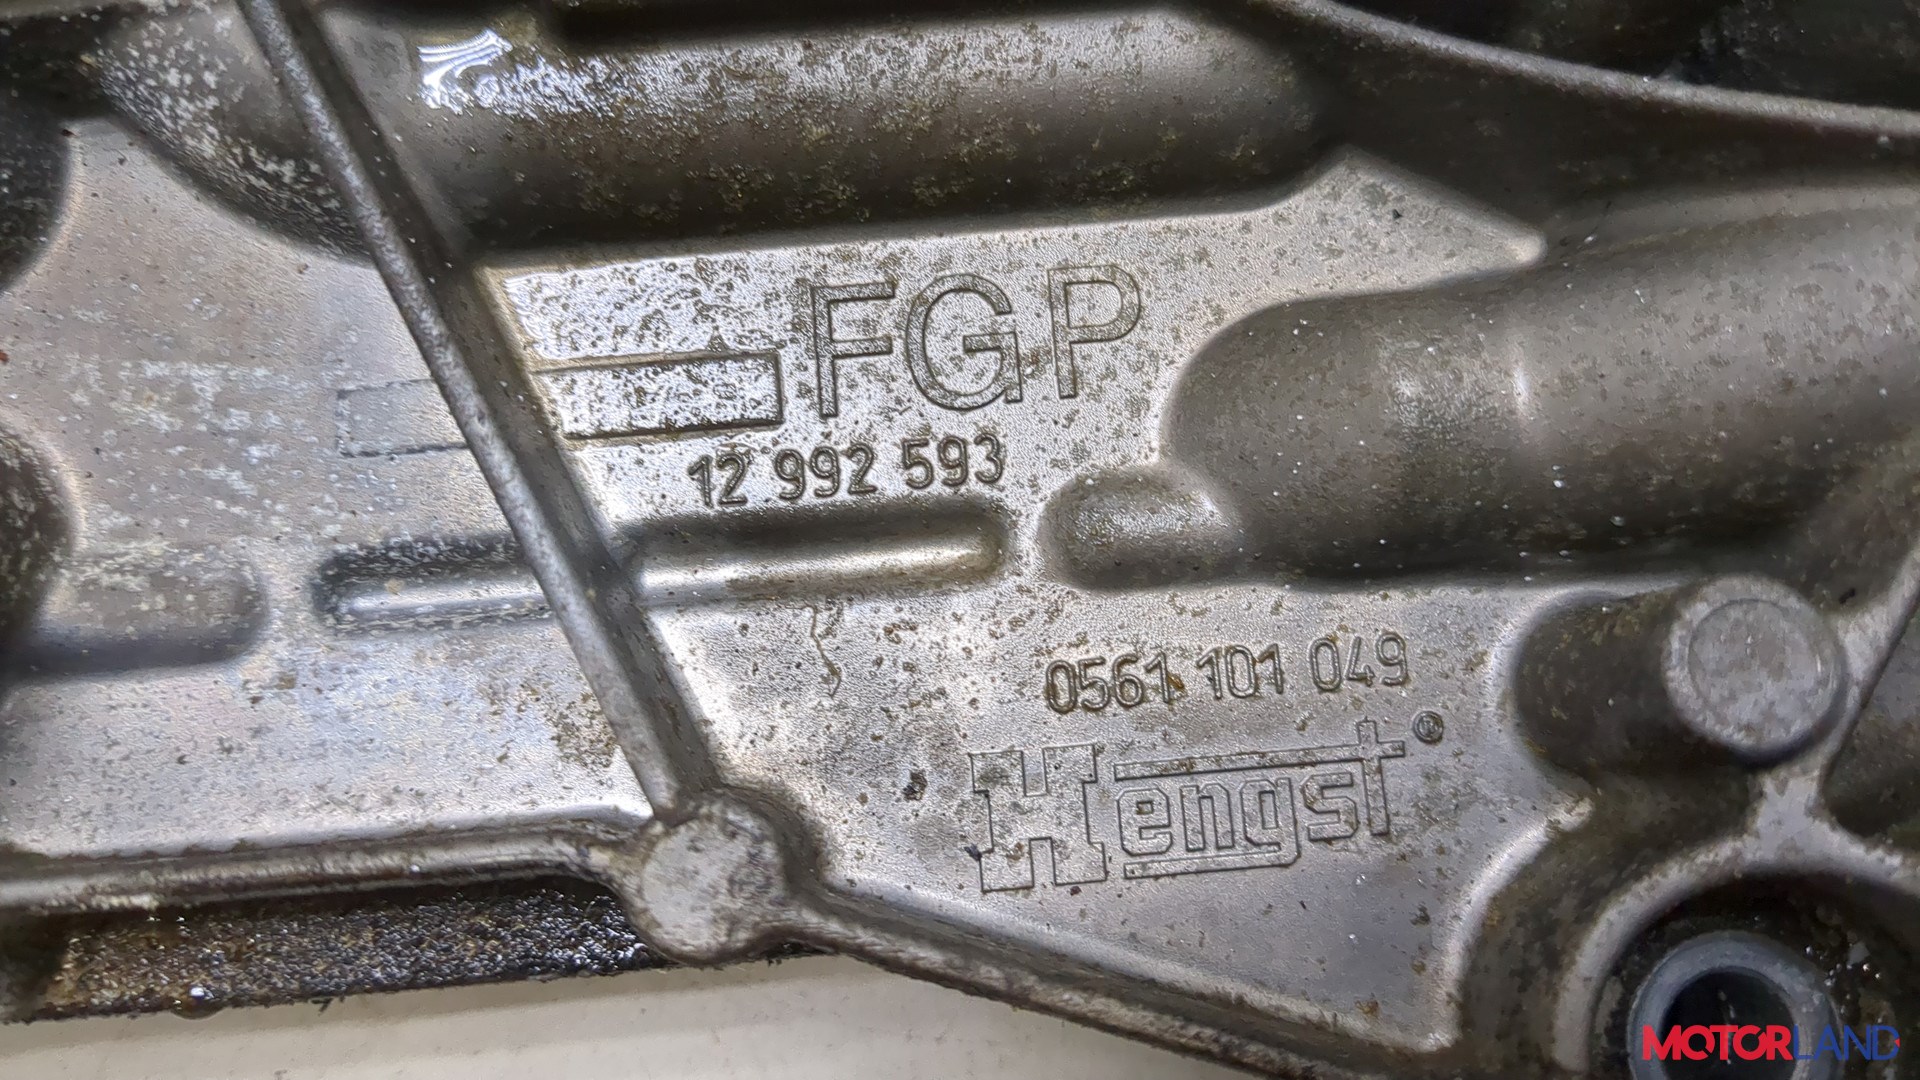 FGP
12 992 593
0561 101 049
Hengst®
MOTORLAND